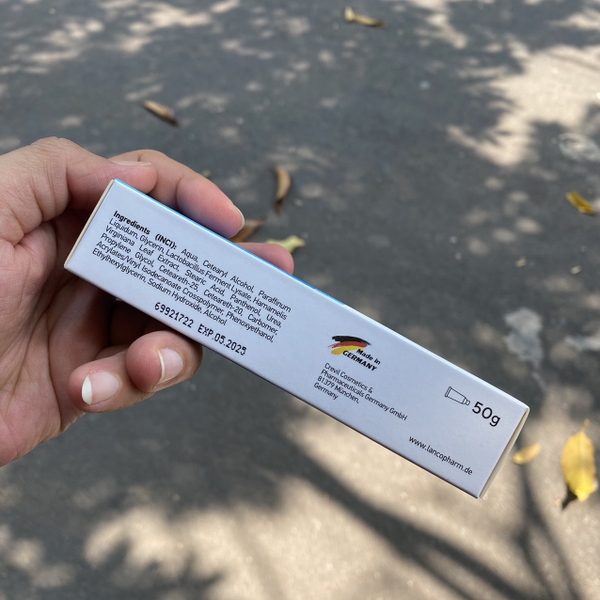 Ingredients (INCI): Aqua, Cetearyl Alcohol, Paraffinum
Liquidum, Glycerin, Lactobacillus Ferment Lysate, Hamamelis
Virginiana Leaf Extract, Stearic Acid, Panthenol, Urea,
Propylene Glycol, Ceteareth-25, Ceteareth-20, Carbomer,
Acrylates/Vinyl Isodecanoate Crosspolymer, Phenoxyethanol,
Ethylhexylglycerin, Sodium Hydroxide, Alcohol
69921722 EXP.05.2025
Made in
GERMANY
Crevil Cosmetics &
Pharmaceuticals Germany GmbH
81379 München,
Germany
50g
www.lancopharm.de